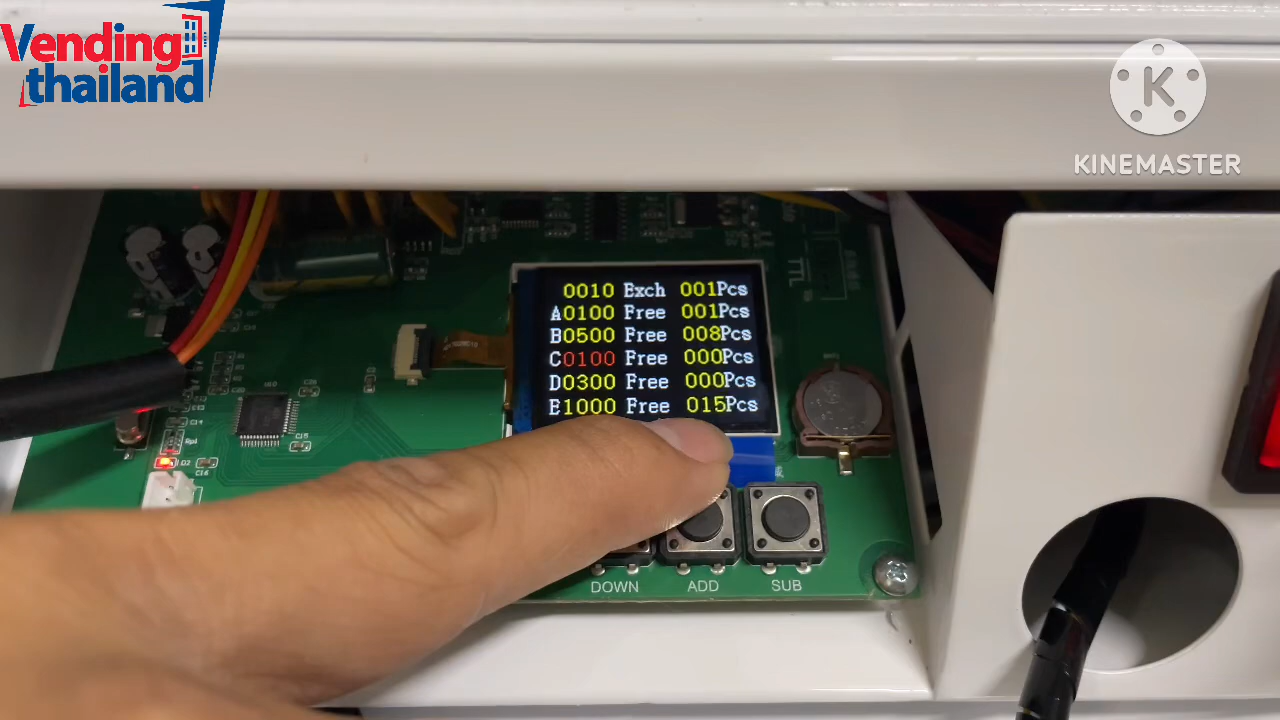 Vending
thailand
K
KINEMASTER
TTL
0010 Exch 001Pcs
A0100 Free 001Pcs
B0500 Free 008Pcs
C0100 Free 000Pcs
D0300 Free 000Pcs
E1000 Free 015Pcs
DOWN
ADD
SUB